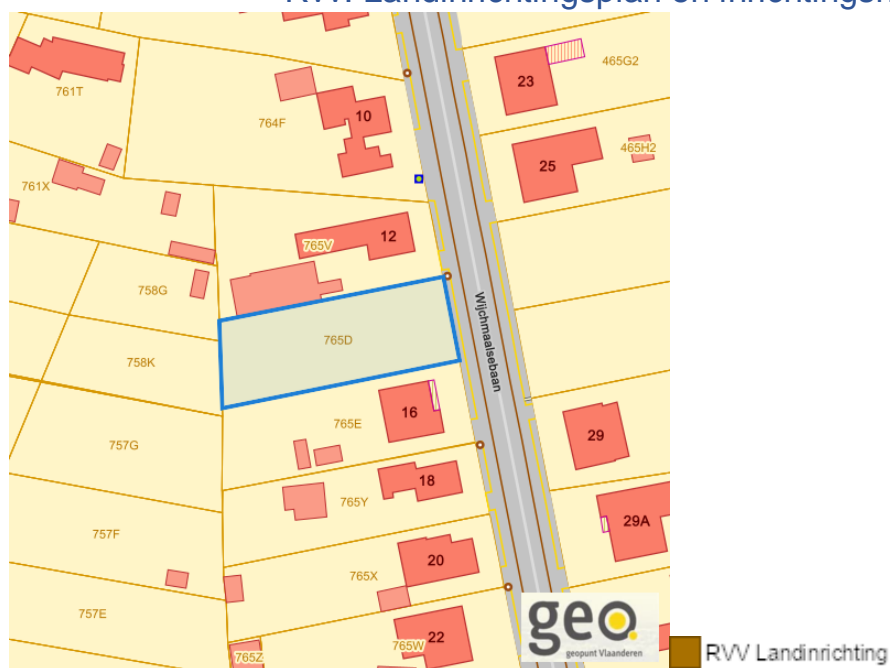 RVV Landinrichtingsplan en Inrichtingsn
23
465G2
761T
764F
10
25
465H2
761X
765V
12
758G
765D
Wijchmaalsebaan
758K
16
765E
29
757G
18
765Y
29A
757F
20
765X
757E
22
765W
765Z
geo
geopunt Vlaanderen
RVV Landinrichting